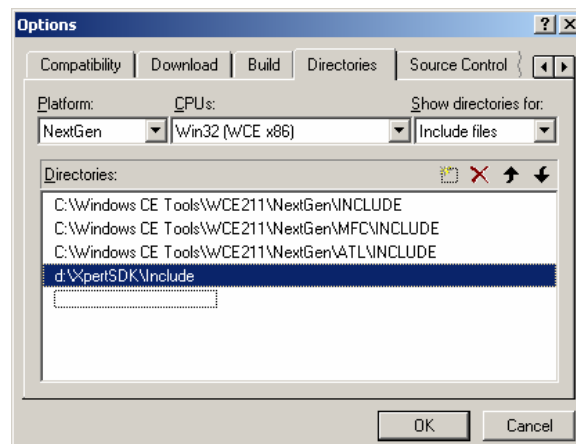 Options
Compatibility Download Build Directories Source Control
Platform: CPUs: Show directories for:
NextGen Win32 (WCE x86) Include files
Directories:
C:\Windows CE Tools\WCE211\NextGen\INCLUDE
C:\Windows CE Tools\WCE211\NextGen\MFC\INCLUDE
C:\Windows CE Tools\WCE211\NextGen\ATL\INCLUDE
d:\XpertSDK\Include
OK Cancel